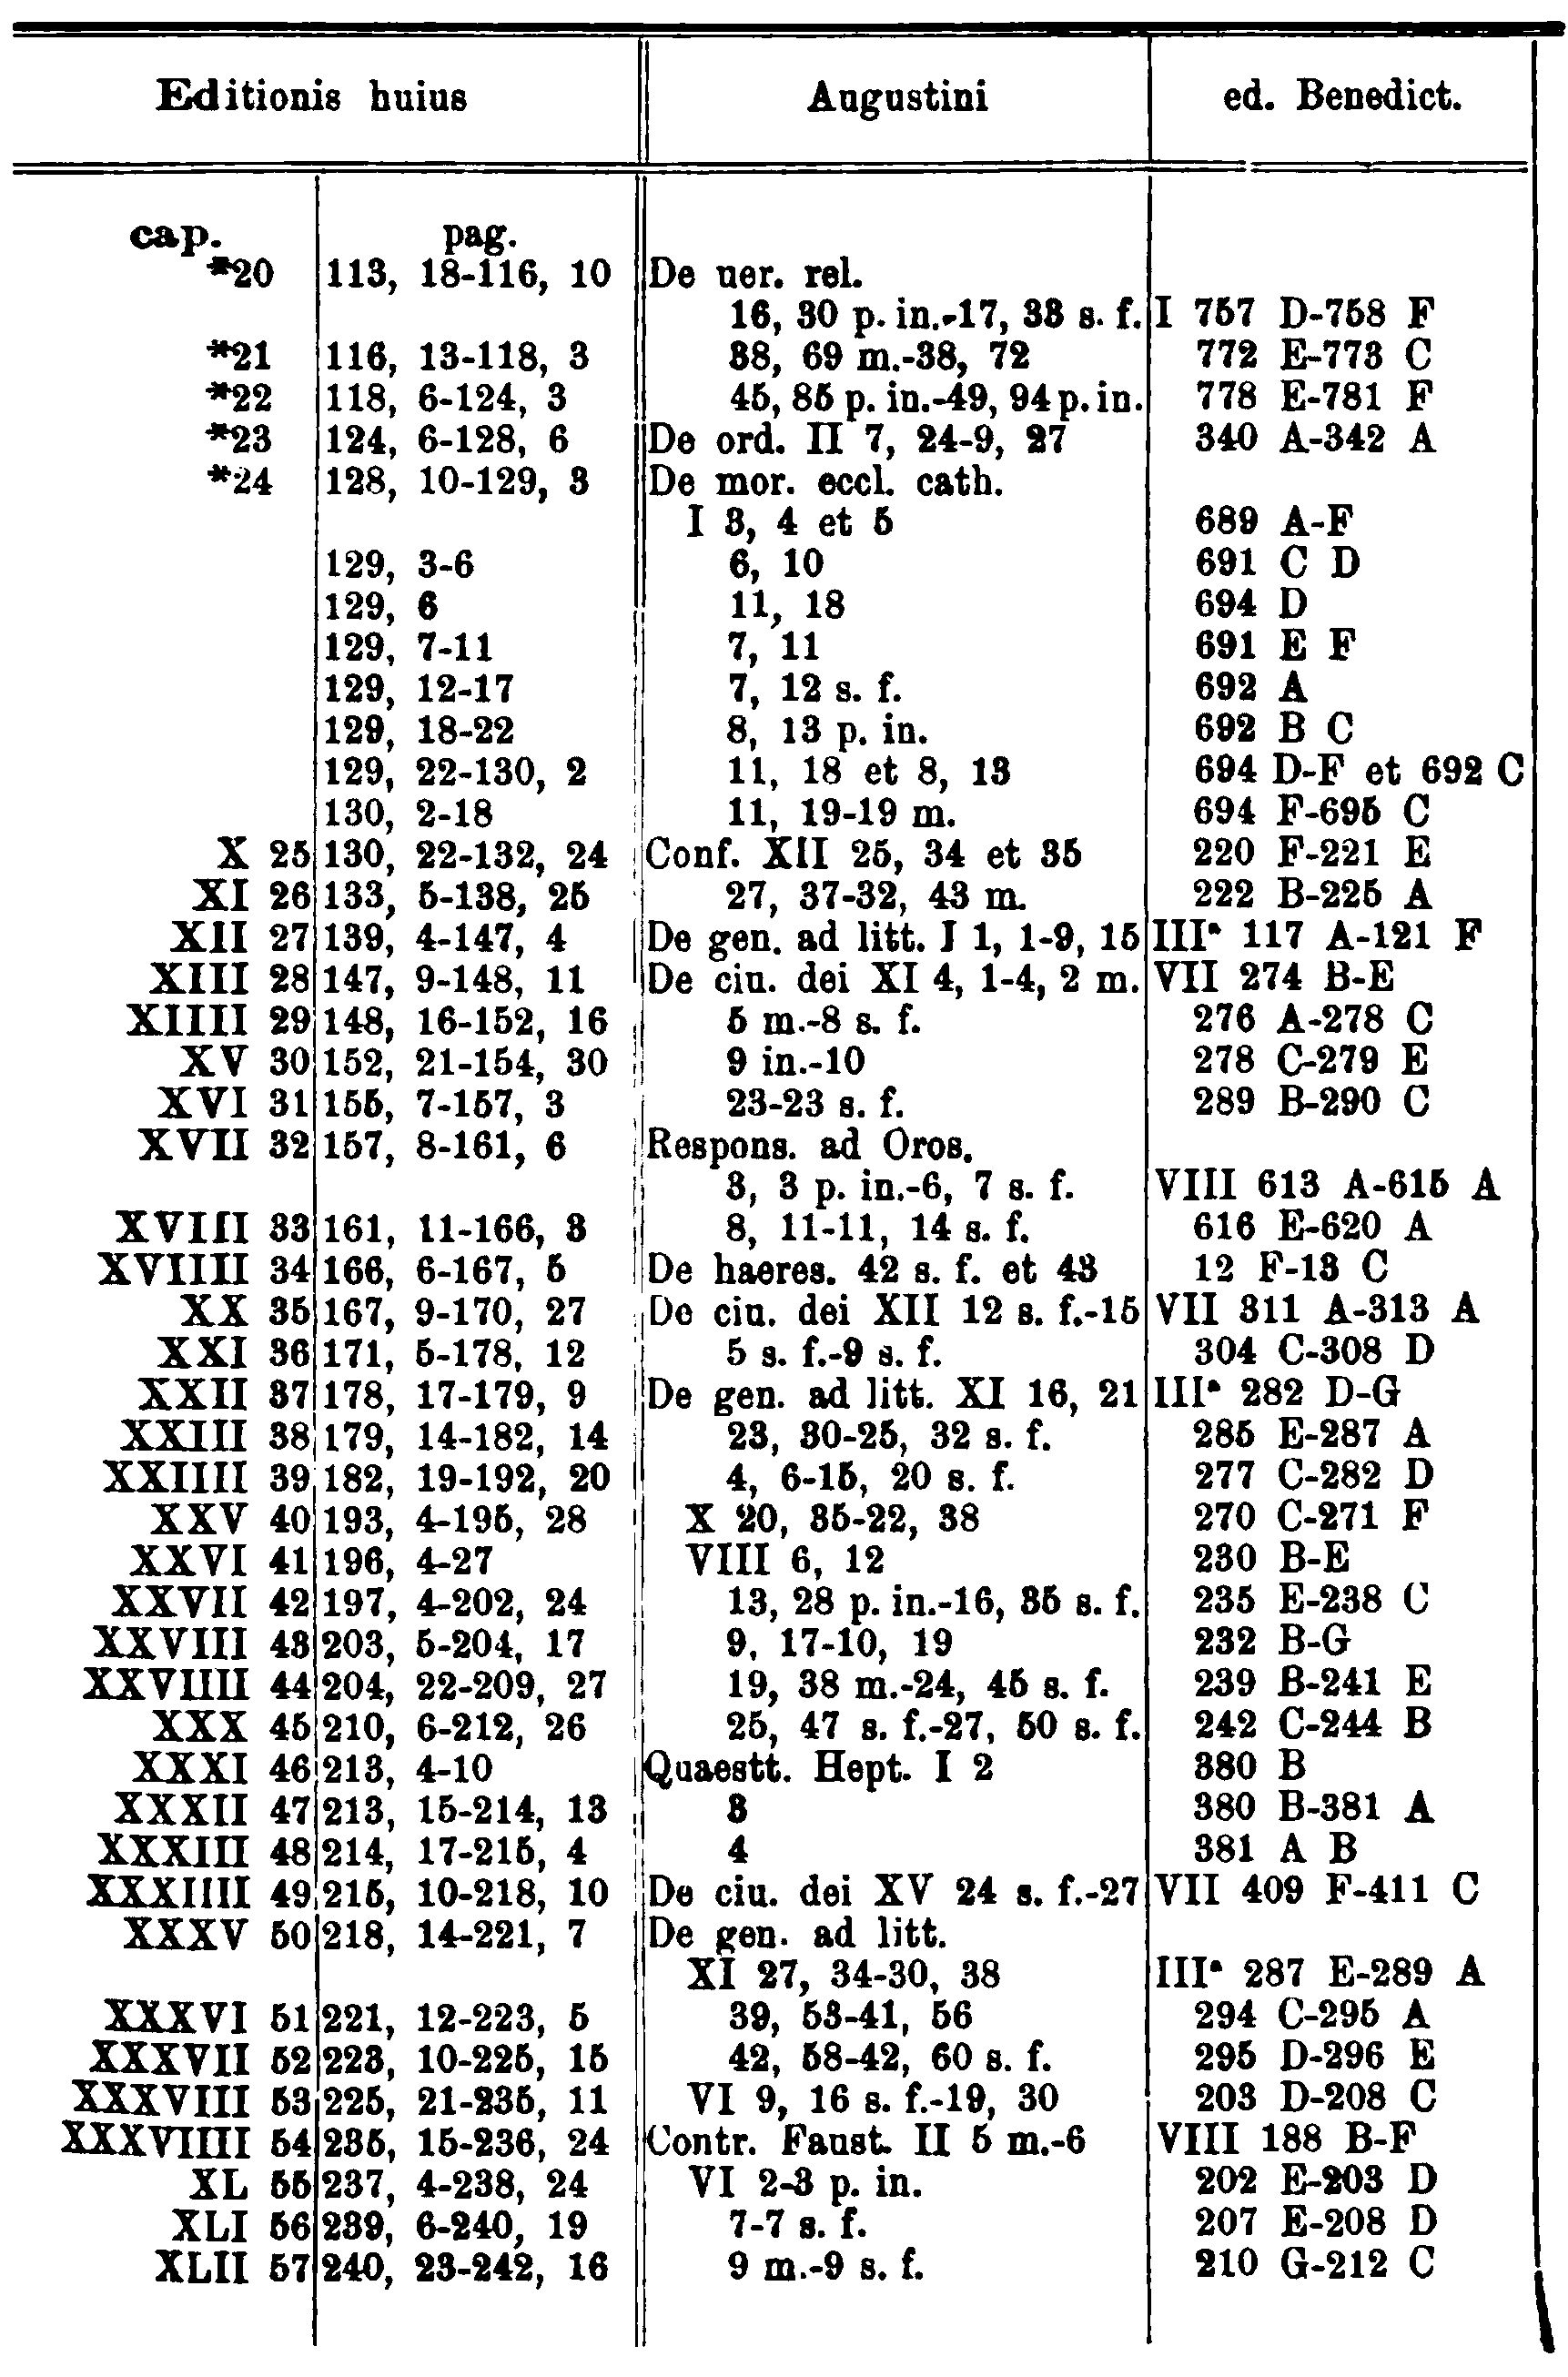 Editionis huius Augustini ed. Benedict.
cap. pag.
*20 113, 18-116, 10 De uer. rel.
16, 30 p. in.-17, 33 s. f. I 757 D-758 F
*21 116, 13-118, 3 38, 69 m.-38, 72 772 E-773 C
*22 118, 6-124, 3 45, 85 p. in.-49, 94 p. in. 778 E-781 F
*23 124, 6-128, 6 De ord. II 7, 24-9, 27 340 A-342 A
*24 128, 10-129, 3 De mor. eccl. cath.
I 3, 4 et 5 689 A-F
129, 3-6 6, 10 691 C D
129, 6 11, 18 694 D
129, 7-11 7, 11 691 E F
129, 12-17 7, 12 s. f. 692 A
129, 18-22 8, 13 p. in. 692 B C
129, 22-130, 2 11, 18 et 8, 13 694 D-F et 692 C
130, 2-18 11, 19-19 m. 694 F-695 C
X 25 130, 22-132, 24 Conf. XII 25, 34 et 35 220 F-221 E
XI 26 133, 5-138, 25 27, 37-32, 43 m. 222 B-225 A
XII 27 139, 4-147, 4 De gen. ad litt. I 1, 1-9, 15 IIIᵃ 117 A-121 F
XIII 28 147, 9-148, 11 De ciu. dei XI 4, 1-4, 2 m. VII 274 B-E
XIIII 29 148, 16-152, 16 5 m.-8 s. f. 276 A-278 C
XV 30 152, 21-154, 30 9 in.-10 278 C-279 E
XVI 31 155, 7-157, 3 23-23 s. f. 289 B-290 C
XVII 32 157, 8-161, 6 Respons. ad Oros.
3, 3 p. in.-6, 7 s. f. VIII 613 A-615 A
XVIII 33 161, 11-166, 3 8, 11-11, 14 s. f. 616 E-620 A
XVIIII 34 166, 6-167, 5 De haeres. 42 s. f. et 43 12 F-13 C
XX 35 167, 9-170, 27 De ciu. dei XII 12 s. f.-15 VII 311 A-313 A
XXI 36 171, 5-178, 12 5 s. f.-9 s. f. 304 C-308 D
XXII 37 178, 17-179, 9 De gen. ad litt. XI 16, 21 IIIᵃ 282 D-G
XXIII 38 179, 14-182, 14 23, 30-25, 32 s. f. 285 E-287 A
XXIIII 39 182, 19-192, 20 4, 6-15, 20 s. f. 277 C-282 D
XXV 40 193, 4-195, 28 X 20, 35-22, 38 270 C-271 F
XXVI 41 196, 4-27 VIII 6, 12 230 B-E
XXVII 42 197, 4-202, 24 13, 28 p. in.-16, 35 s. f. 235 E-238 C
XXVIII 43 203, 5-204, 17 9, 17-10, 19 232 B-G
XXVIIII 44 204, 22-209, 27 19, 38 m.-24, 45 s. f. 239 B-241 E
XXX 45 210, 6-212, 26 25, 47 s. f.-27, 50 s. f. 242 C-244 B
XXXI 46 213, 4-10 Quaestt. Hept. I 2 380 B
XXXII 47 213, 15-214, 13 3 380 B-381 A
XXXIII 48 214, 17-215, 4 4 381 A B
XXXIIII 49 215, 10-218, 10 De ciu. dei XV 24 s. f.-27 VII 409 F-411 C
XXXV 50 218, 14-221, 7 De gen. ad litt.
XI 27, 34-30, 38 IIIᵃ 287 E-289 A
XXXVI 51 221, 12-223, 5 39, 53-41, 56 294 C-295 A
XXXVII 52 223, 10-225, 15 42, 58-42, 60 s. f. 295 D-296 E
XXXVIII 53 225, 21-235, 11 VI 9, 16 s. f.-19, 30 203 D-208 C
XXXVIIII 54 235, 15-236, 24 Contr. Faust. II 5 m.-6 VIII 188 B-F
XL 55 237, 4-238, 24 VI 2-3 p. in. 202 E-203 D
XLI 56 239, 6-240, 19 7-7 s. f. 207 E-208 D
XLII 57 240, 23-242, 16 9 m.-9 s. f. 210 G-212 C